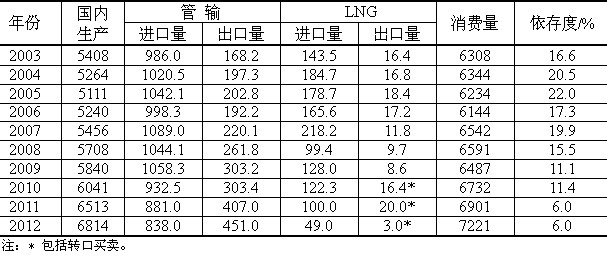 年份 国内生产 管输 LNG 消费量 依存度/%
进口量 出口量 进口量 出口量
2003 5408 986.0 168.2 143.5 16.4 6308 16.6
2004 5264 1020.5 197.3 184.7 16.8 6344 20.5
2005 5111 1042.1 202.8 178.7 18.4 6234 22.0
2006 5240 998.3 192.2 165.6 17.2 6144 17.3
2007 5456 1089.0 220.1 218.2 11.8 6542 19.9
2008 5708 1044.1 261.8 99.4 9.7 6591 15.5
2009 5840 1058.3 303.2 128.0 8.6 6487 11.1
2010 6041 932.5 303.4 122.3 16.4* 6732 11.4
2011 6513 881.0 407.0 100.0 20.0* 6901 6.0
2012 6814 838.0 451.0 49.0 3.0* 7221 6.0
注：* 包括转口买卖。